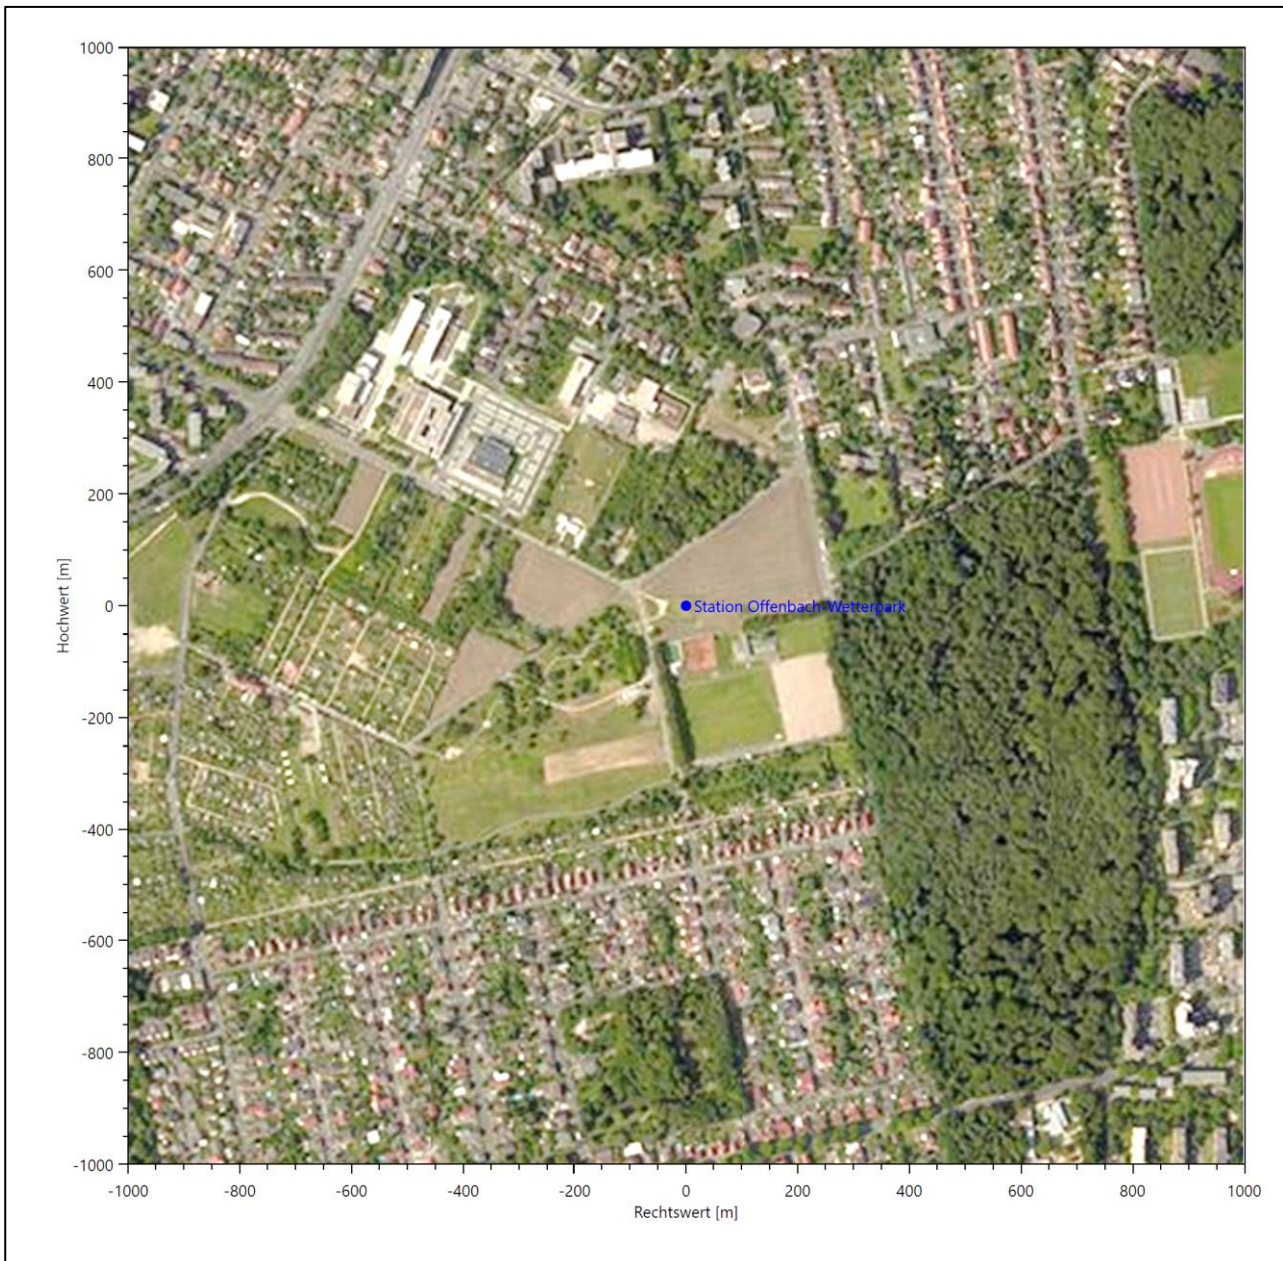 1000
800
600
400
200
0
-200
-400
-600
-800
-1000
Hochwert [m]
Station Offenbach-Wetterpark
-1000 -800 -600 -400 -200 0 200 400 600 800 1000
Rechtswert [m]